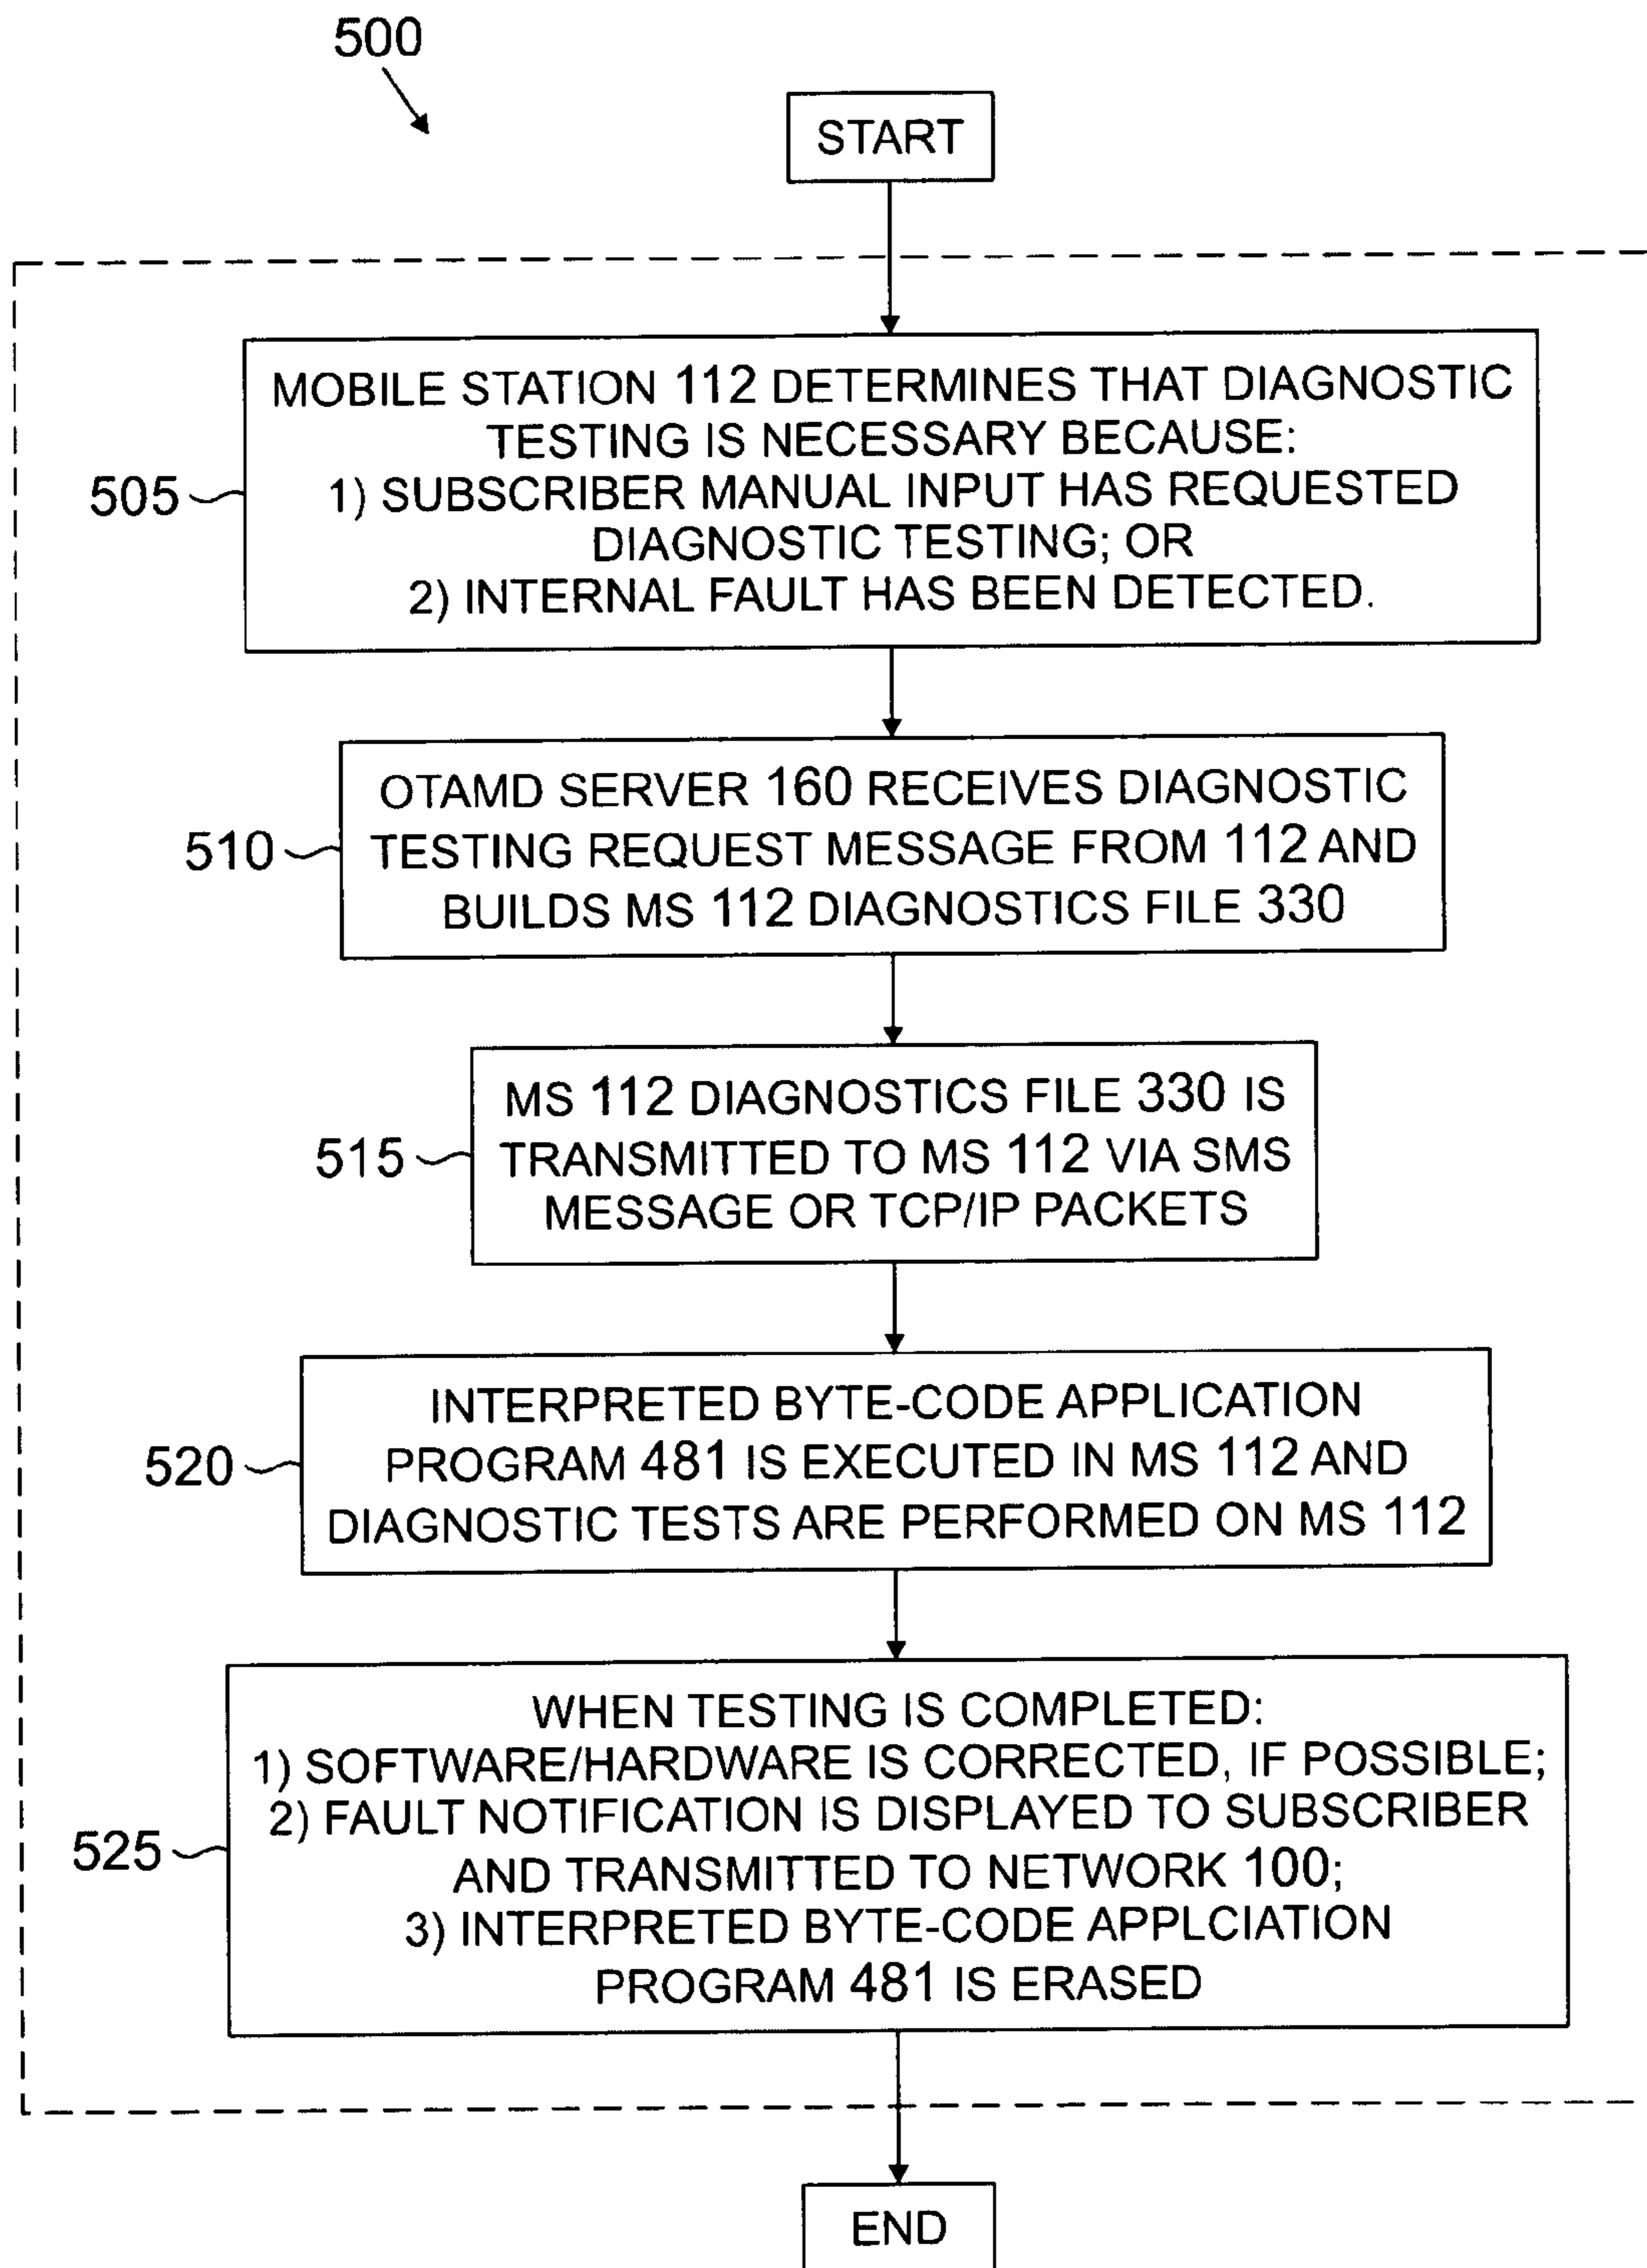 500
START
MOBILE STATION 112 DETERMINES THAT DIAGNOSTIC
TESTING IS NECESSARY BECAUSE:
505
1) SUBSCRIBER MANUAL INPUT HAS REQUESTED
DIAGNOSTIC TESTING; OR
2) INTERNAL FAULT HAS BEEN DETECTED.
OTAMD SERVER 160 RECEIVES DIAGNOSTIC
510
TESTING REQUEST MESSAGE FROM 112 AND
BUILDS MS 112 DIAGNOSTICS FILE 330
MS 112 DIAGNOSTICS FILE 330 IS
515
TRANSMITTED TO MS 112 VIA SMS
MESSAGE OR TCP/IP PACKETS
INTERPRETED BYTE-CODE APPLICATION
520
PROGRAM 481 IS EXECUTED IN MS 112 AND
DIAGNOSTIC TESTS ARE PERFORMED ON MS 112
WHEN TESTING IS COMPLETED:
1) SOFTWARE/HARDWARE IS CORRECTED, IF POSSIBLE;
2) FAULT NOTIFICATION IS DISPLAYED TO SUBSCRIBER
525
AND TRANSMITTED TO NETWORK 100;
3) INTERPRETED BYTE-CODE APPLCIATION
PROGRAM 481 IS ERASED
END